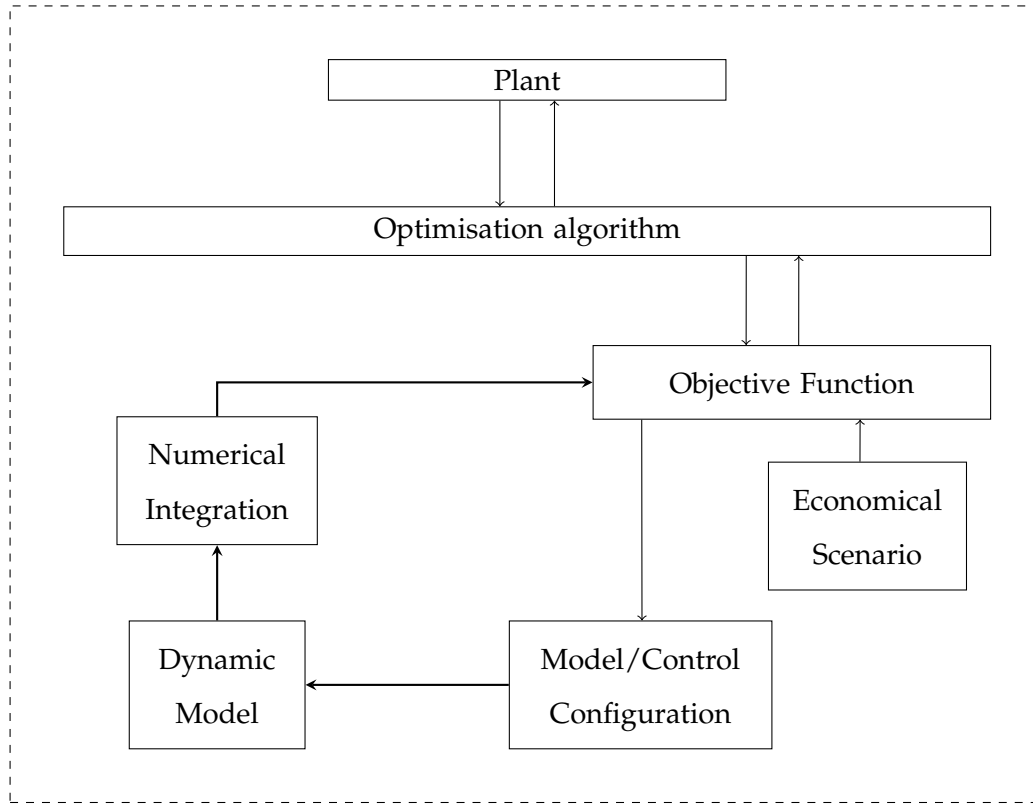 Plant
Optimisation algorithm
Objective Function
Numerical
Integration
Economical
Scenario
Dynamic
Model
Model/Control
Configuration